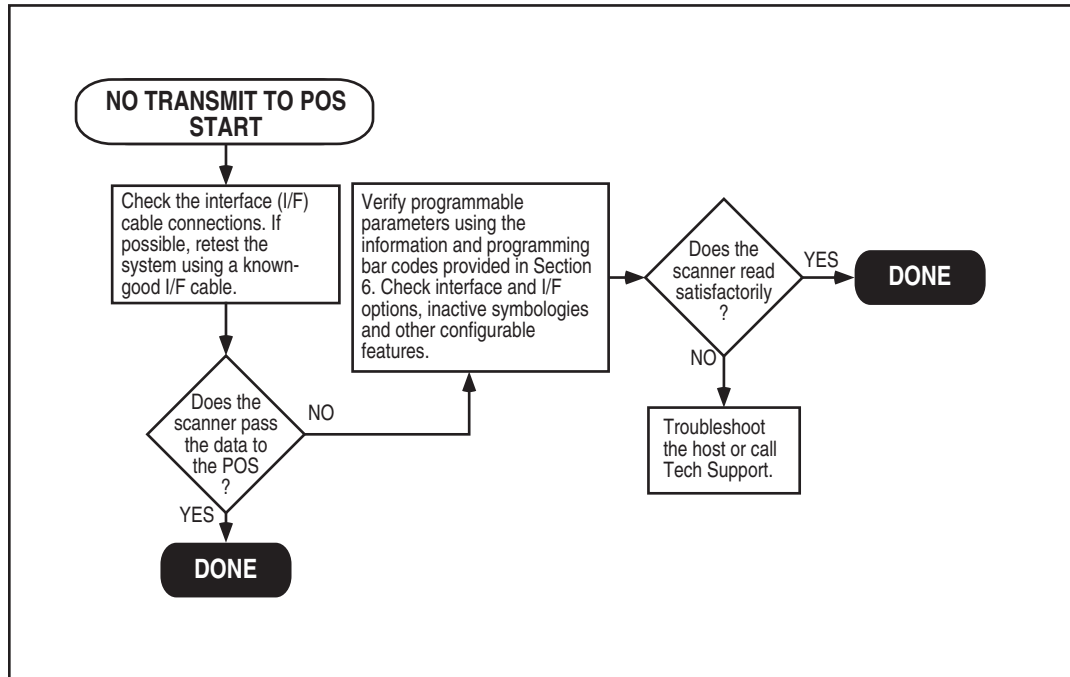 NO TRANSMIT TO POS
START
Check the interface (I/F)
cable connections. If
possible, retest the
system using a known-
good I/F cable.
Does the
scanner pass
the data to
the POS
?
NO
YES
DONE
Verify programmable
parameters using the
information and programming
bar codes provided in Section
6. Check interface and I/F
options, inactive symbologies
and other configurable
features.
Does the
scanner read
satisfactorily
?
YES
DONE
NO
Troubleshoot
the host or call
Tech Support.